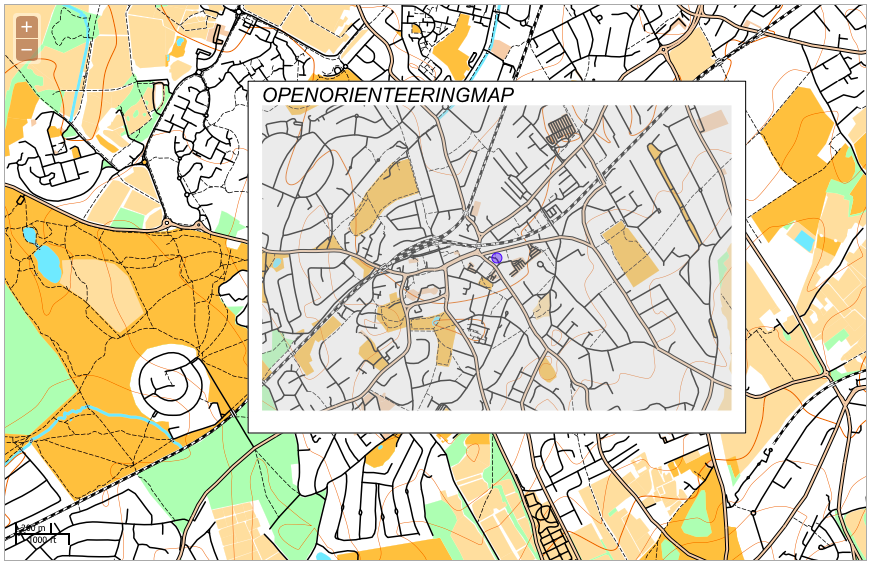 +
OPENORIENTEERINGMAP
−
200 m
1000 ft